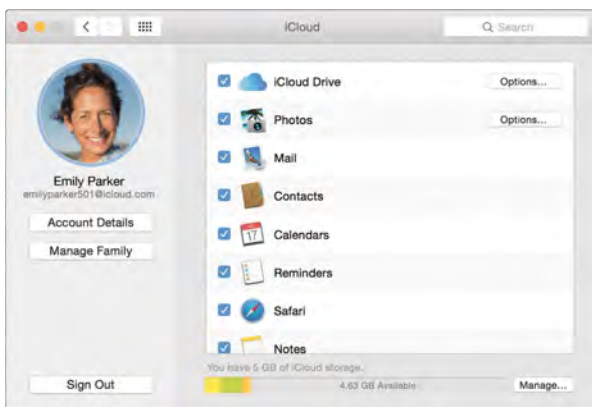 iCloud
Search
Emily Parker
emilyparker501@icloud.com
Account Details
Manage Family
Sign Out
iCloud Drive
Options...
Photos
Options...
Mail
Contacts
17
Calendars
Reminders
Safari
Notes
You have 5 GB of iCloud storage.
4.63 GB Available
Manage...